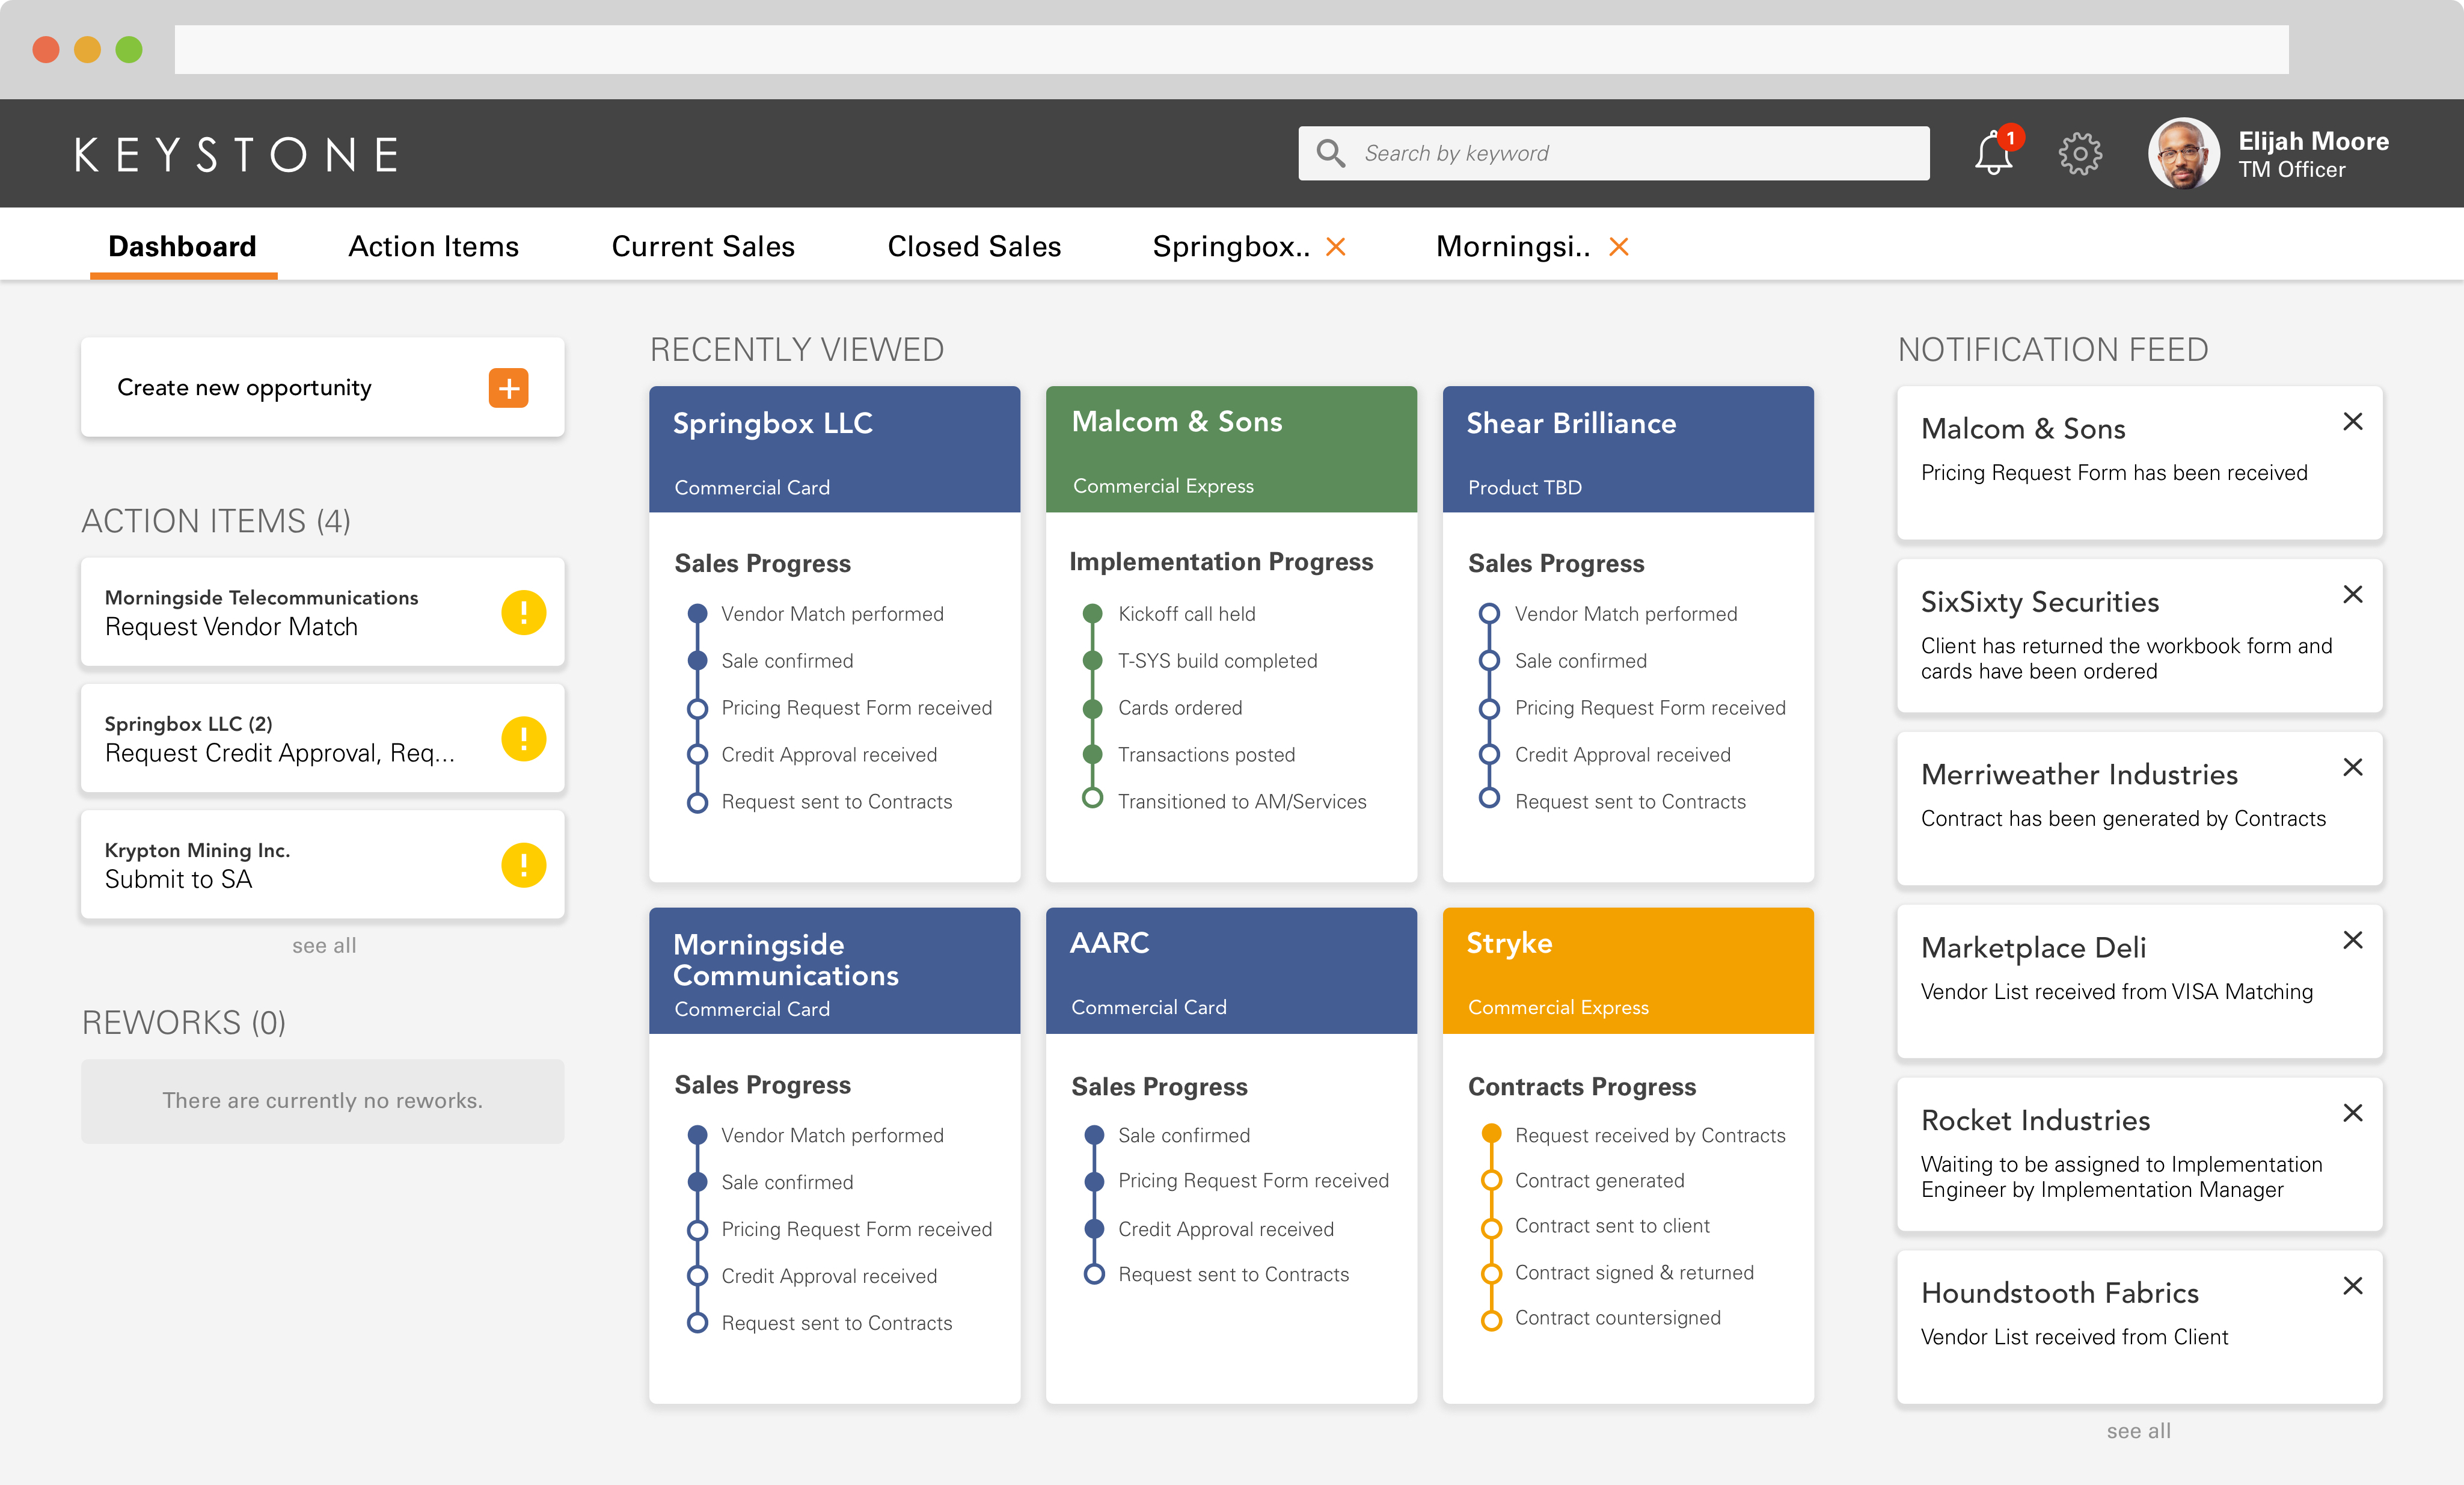 KEYSTONE
Search by keyword
1
Elijah Moore
TM Officer
Dashboard
Action Items
Current Sales
Closed Sales
Springbox..
Morningsi..
Create new opportunity
ACTION ITEMS (4)
Morningside Telecommunications
Request Vendor Match
Springbox LLC (2)
Request Credit Approval, Req...
Krypton Mining Inc.
Submit to SA
see all
REWORKS (0)
There are currently no reworks.
RECENTLY VIEWED
Springbox LLC
Commercial Card
Sales Progress
Vendor Match performed
Sale confirmed
Pricing Request Form received
Credit Approval received
Request sent to Contracts
Malcom & Sons
Commercial Express
Implementation Progress
Kickoff call held
T-SYS build completed
Cards ordered
Transactions posted
Transitioned to AM/Services
Shear Brilliance
Product TBD
Sales Progress
Vendor Match performed
Sale confirmed
Pricing Request Form received
Credit Approval received
Request sent to Contracts
Morningside
Communications
Commercial Card
Sales Progress
Vendor Match performed
Sale confirmed
Pricing Request Form received
Credit Approval received
Request sent to Contracts
AARC
Commercial Card
Sales Progress
Sale confirmed
Pricing Request Form received
Credit Approval received
Request sent to Contracts
Stryke
Commercial Express
Contracts Progress
Request received by Contracts
Contract generated
Contract sent to client
Contract signed & returned
Contract countersigned
NOTIFICATION FEED
Malcom & Sons
Pricing Request Form has been received
SixSixty Securities
Client has returned the workbook form and
cards have been ordered
Merriweather Industries
Contract has been generated by Contracts
Marketplace Deli
Vendor List received from VISA Matching
Rocket Industries
Waiting to be assigned to Implementation
Engineer by Implementation Manager
Houndstooth Fabrics
Vendor List received from Client
see all